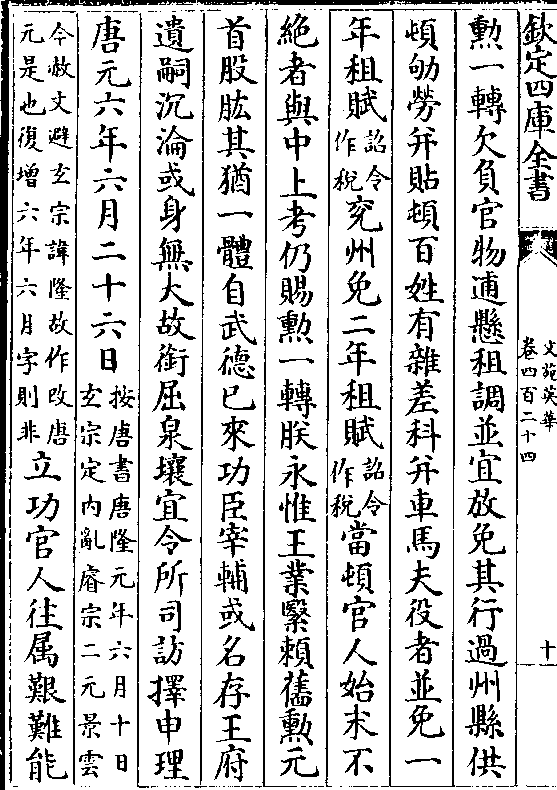 欽定四庫全書
文苑英華
卷四百二十四
十
勲一轉欠負官物逋懸租調並宜放免其行過州縣供
頓劬勞并貼頓百姓有雜差科并車馬夫役者並免一
年租賦詔令作稅兖州免二年租賦詔令作稅當頓官人始末不
絶者與中上考仍賜勲一轉朕永惟王業緊賴舊勲元
首股肱其猶一體自武德已來功臣宰輔或名存王府
遺嗣沉淪或身無大故銜屈泉壤宜令所司訪擇申理
唐元六年六月二十六日按唐書唐隆元年六月十日玄宗定内亂睿宗二元景雲
今赦文避玄宗諱隆故作改唐元是也復增六年六月字則非立功官人往属艱難能